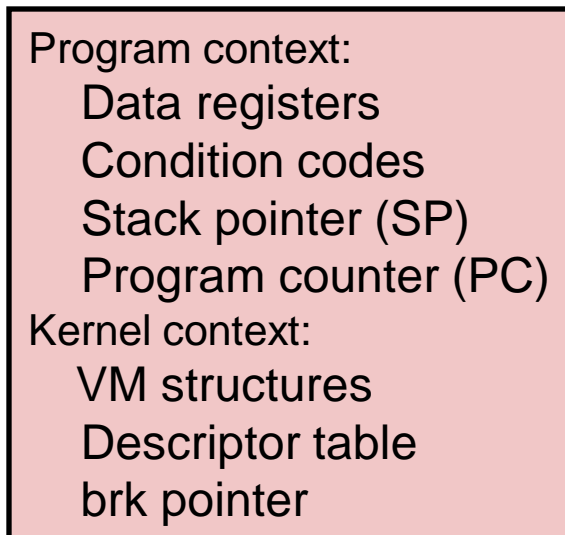 Program context:
Data registers
Condition codes
Stack pointer (SP)
Program counter (PC)
Kernel context:
VM structures
Descriptor table
brk pointer